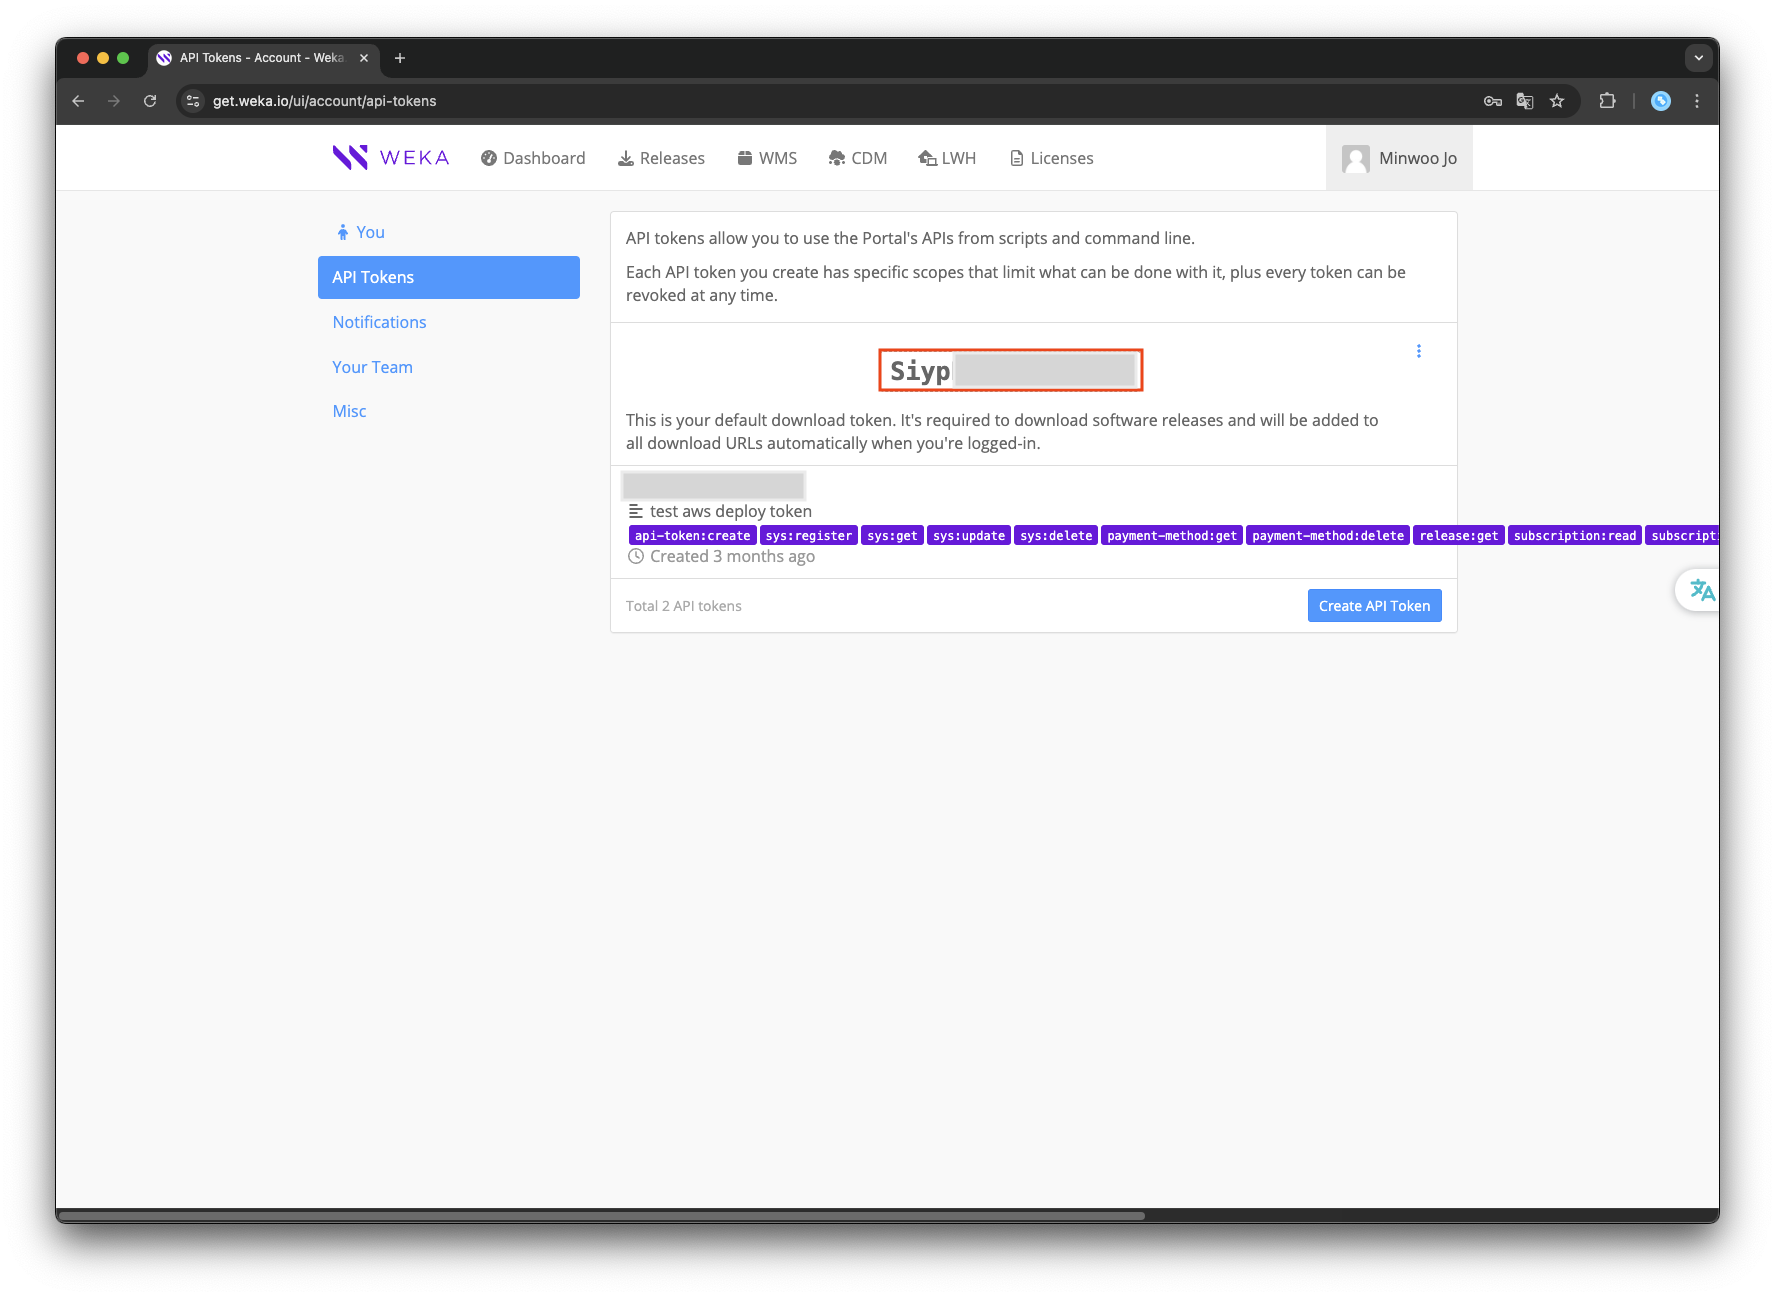 API Tokens - Account - Weka
get.weka.io/ui/account/api-tokens
WEKA
Dashboard
Releases
WMS
CDM
LWH
Licenses
Minwoo Jo
You
API Tokens
Notifications
Your Team
Misc
API tokens allow you to use the Portal's APIs from scripts and command line.
Each API token you create has specific scopes that limit what can be done with it, plus every token can be
revoked at any time.
Siyp
This is your default download token. It's required to download software releases and will be added to
all download URLs automatically when you're logged-in.
test aws deploy token
api-token:create sys:register sys:get sys:update sys:delete payment-method:get payment-method:delete release:get subscription:read subscripti
Created 3 months ago
Total 2 API tokens
Create API Token